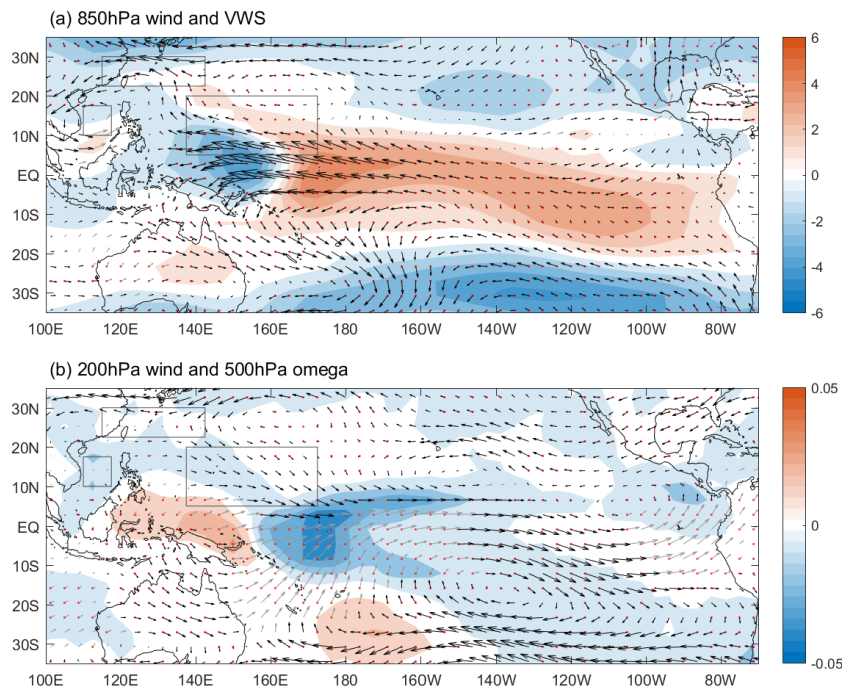 (a) 850hPa wind and VWS
30N
20N
10N
EQ
10S
20S
30S
100E 120E 140E 160E 180 160W 140W 120W 100W 80W
6
4
2
0
-2
-4
-6
(b) 200hPa wind and 500hPa omega
30N
20N
10N
EQ
10S
20S
30S
100E 120E 140E 160E 180 160W 140W 120W 100W 80W
0.05
0
-0.05